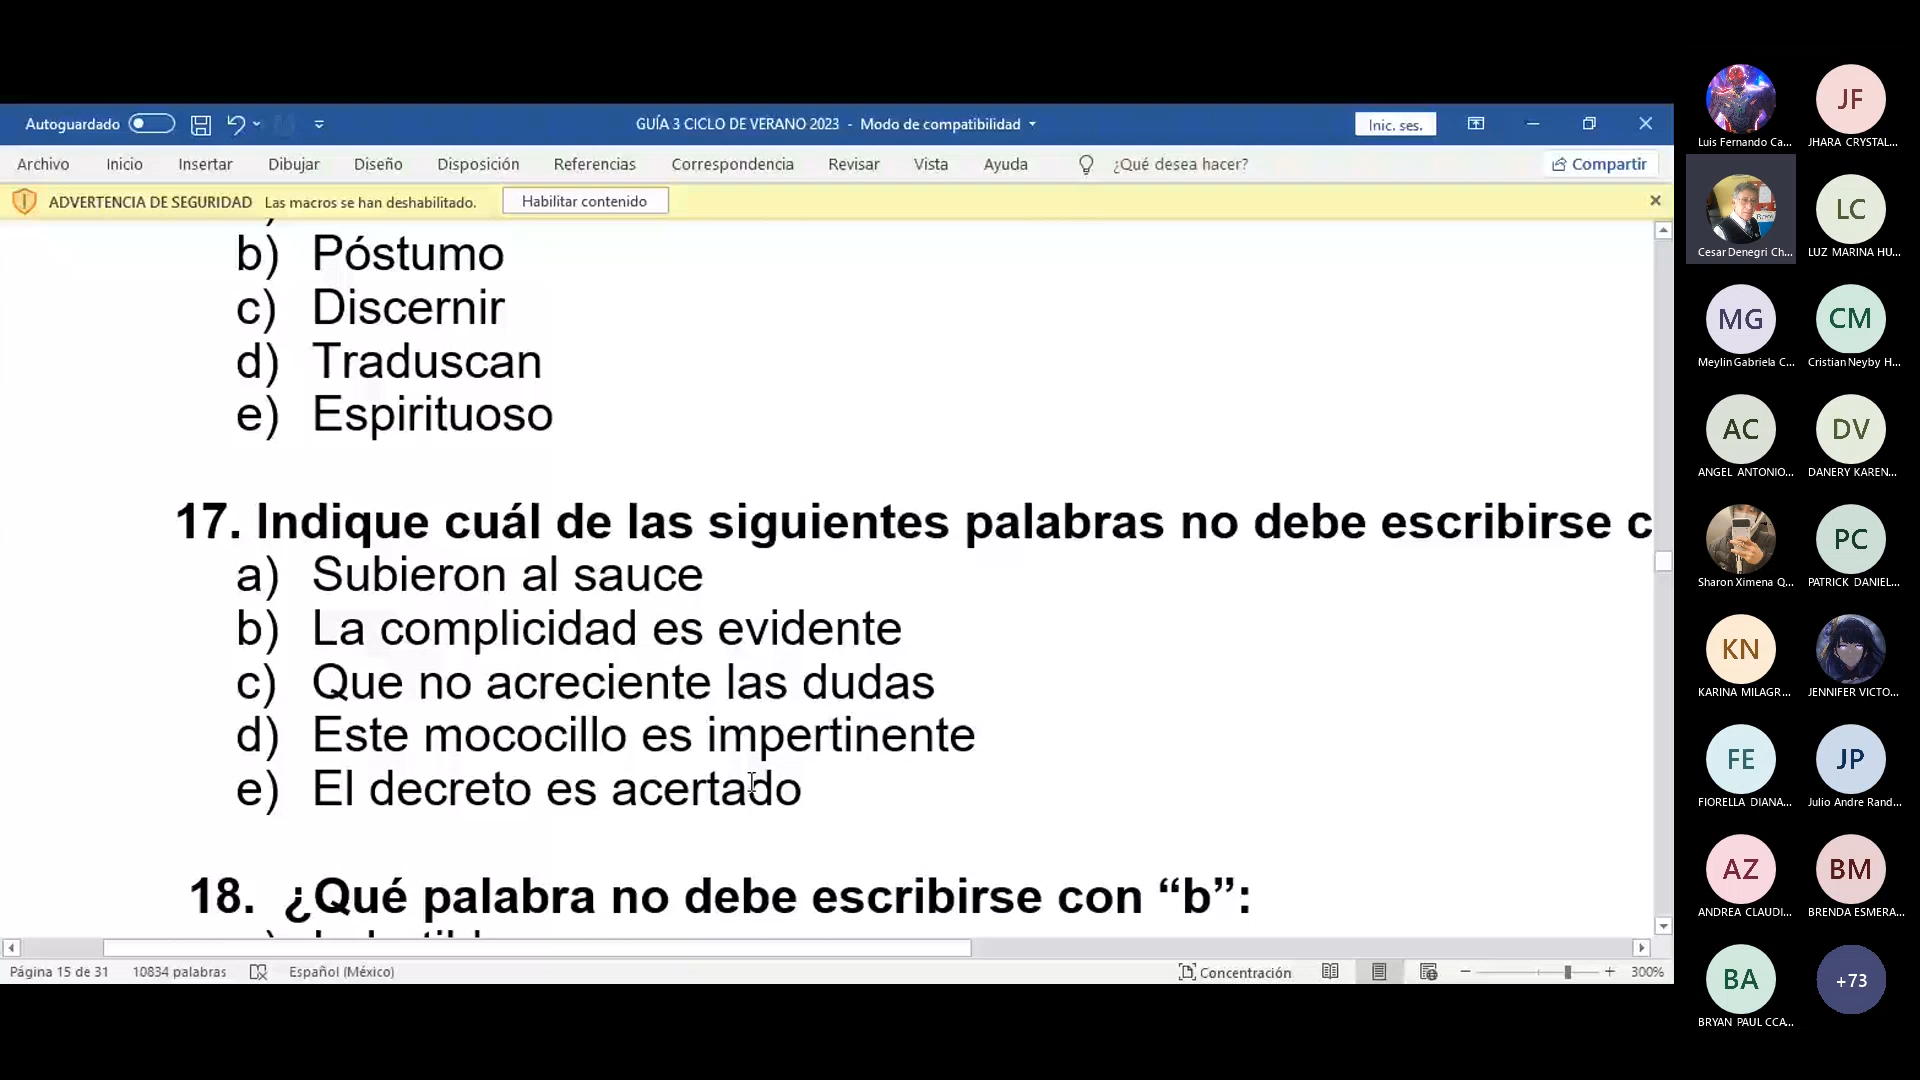 Autoguardado
GUÍA 3 CICLO DE VERANO 2023 - Modo de compatibilidad
Inic. ses.
Archivo Inicio Insertar Dibujar Diseño Disposición Referencias Correspondencia Revisar Vista Ayuda ¿Qué desea hacer? Compartir
ADVERTENCIA DE SEGURIDAD Las macros se han deshabilitado. Habilitar contenido
b) Póstumo
c) Discernir
d) Traduscan
e) Espirituoso
17. Indique cuál de las siguientes palabras no debe escribirse c
a) Subieron al sauce
b) La complicidad es evidente
c) Que no acreciente las dudas
d) Este mococillo es impertinente
e) El decreto es acertado
18. ¿Qué palabra no debe escribirse con “b”:
Página 15 de 31 10834 palabras Español (México) Concentración 300%
Luis Fernando Ca...
JF
JHARA CRYSTAL...
Cesar Denegri Ch...
LC
LUZ MARINA HU...
MG
Meylin Gabriela C...
CM
Cristian Neyby H...
AC
ANGEL ANTONIO...
DV
DANERY KAREN...
Sharon Ximena Q...
PC
PATRICK DANIEL...
KN
KARINA MILAGR...
JENNIFER VICTO...
FE
FIORELLA DIANA...
JP
Julio Andre Rand...
AZ
ANDREA CLAUDI...
BM
BRENDA ESMERA...
BA
BRYAN PAUL CCA...
+73